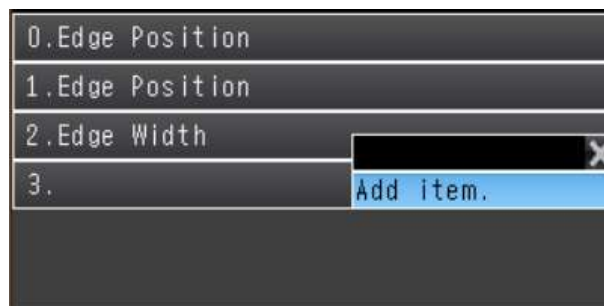 0.Edge Position
1.Edge Position
2.Edge Width
3.
Add item.